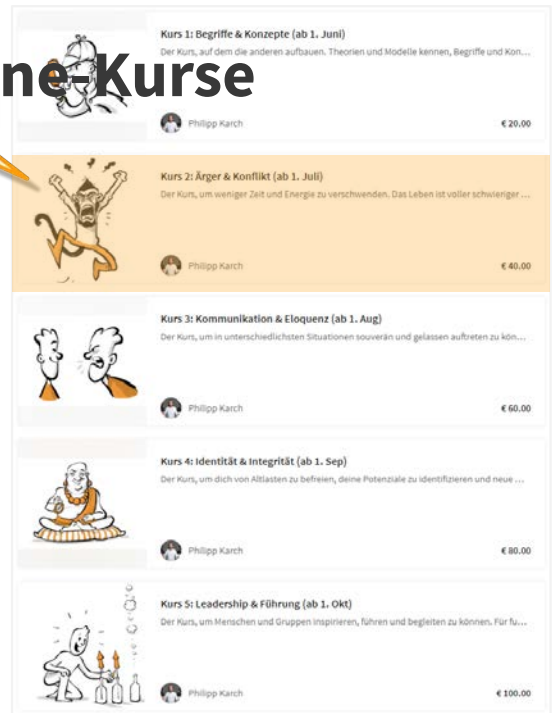 Kurs 1: Begriffe & Konzepte (ab 1. Juni)
Der Kurs, auf dem die anderen aufbauen. Theorien und Modelle kennen, Begriffe und Kon...
ne-Kurse
Philipp Karch
€ 20.00
Kurs 2: Ärger & Konflikt (ab 1. Juli)
Der Kurs, um weniger Zeit und Energie zu verschwenden. Das Leben ist voller schwieriger ...
Philipp Karch
€ 40.00
Kurs 3: Kommunikation & Eloquenz (ab 1. Aug)
Der Kurs, um in unterschiedlichsten Situationen souverän und gelassen auftreten zu kön...
Philipp Karch
€ 60.00
Kurs 4: Identität & Integrität (ab 1. Sep)
Der Kurs, um dich von Altlasten zu befreien, deine Potenziale zu identifizieren und neue ...
Philipp Karch
€ 80.00
Kurs 5: Leadership & Führung (ab 1. Okt)
Der Kurs, um Menschen und Gruppen inspirieren, führen und begleiten zu können. Für fu...
Philipp Karch
€ 100.00